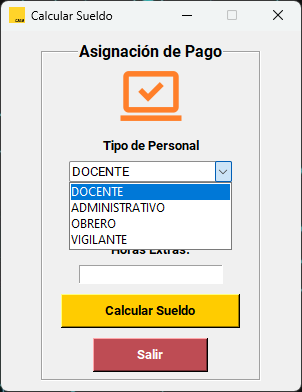 Calcular Sueldo
Asignación de Pago
Tipo de Personal
DOCENTE
DOCENTE
ADMINISTRATIVO
OBRERO
VIGILANTE
Horas Extras:
Calcular Sueldo
Salir